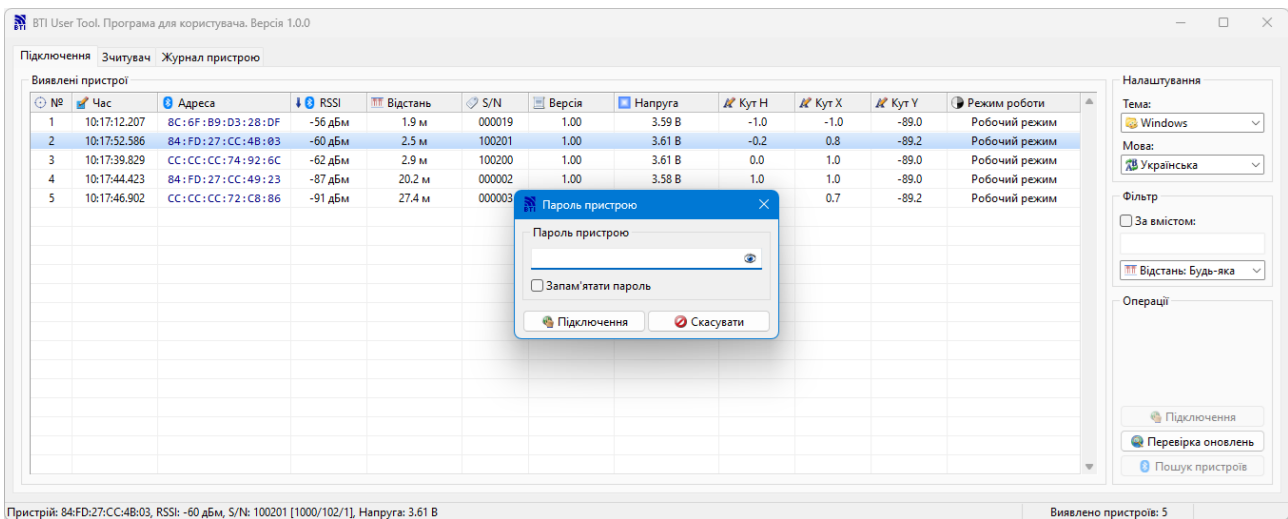 BTI User Tool. Програма для користувача. Версія 1.0.0
Підключення Зчитувач Журнал пристрою
Виявлені пристрої
№ Час Адреса RSSI Відстань S/N Версія Напруга Кут H Кут X Кут Y Режим роботи
1 10:17:12.207 8C:6F:B9:D3:28:DF -56 дБм 1.9 м 000019 1.00 3.59 В -1.0 -1.0 -89.0 Робочий режим
2 10:17:52.586 84:FD:27:CC:4B:03 -60 дБм 2.5 м 100201 1.00 3.61 В -0.2 0.8 -89.2 Робочий режим
3 10:17:39.829 CC:CC:CC:74:92:6C -62 дБм 2.9 м 100200 1.00 3.61 В 0.0 1.0 -89.0 Робочий режим
4 10:17:44.423 84:FD:27:CC:49:23 -87 дБм 20.2 м 000002 1.00 3.58 В 1.0 1.0 -89.0 Робочий режим
5 10:17:46.902 CC:CC:CC:72:C8:86 -91 дБм 27.4 м 000003 0.7 -89.2 Робочий режим
Пароль пристрою
Пароль пристрою
Запам'ятати пароль
Підключення Скасувати
Налаштування
Тема:
Windows
Мова:
Українська
Фільтр
За вмістом:
Відстань: Будь-яка
Операції
Підключення
Перевірка оновлень
Пошук пристроїв
Пристрій: 84:FD:27:CC:4B:03, RSSI: -60 дБм, S/N: 100201 [1000/102/1], Напруга: 3.61 В
Виявлено пристроїв: 5